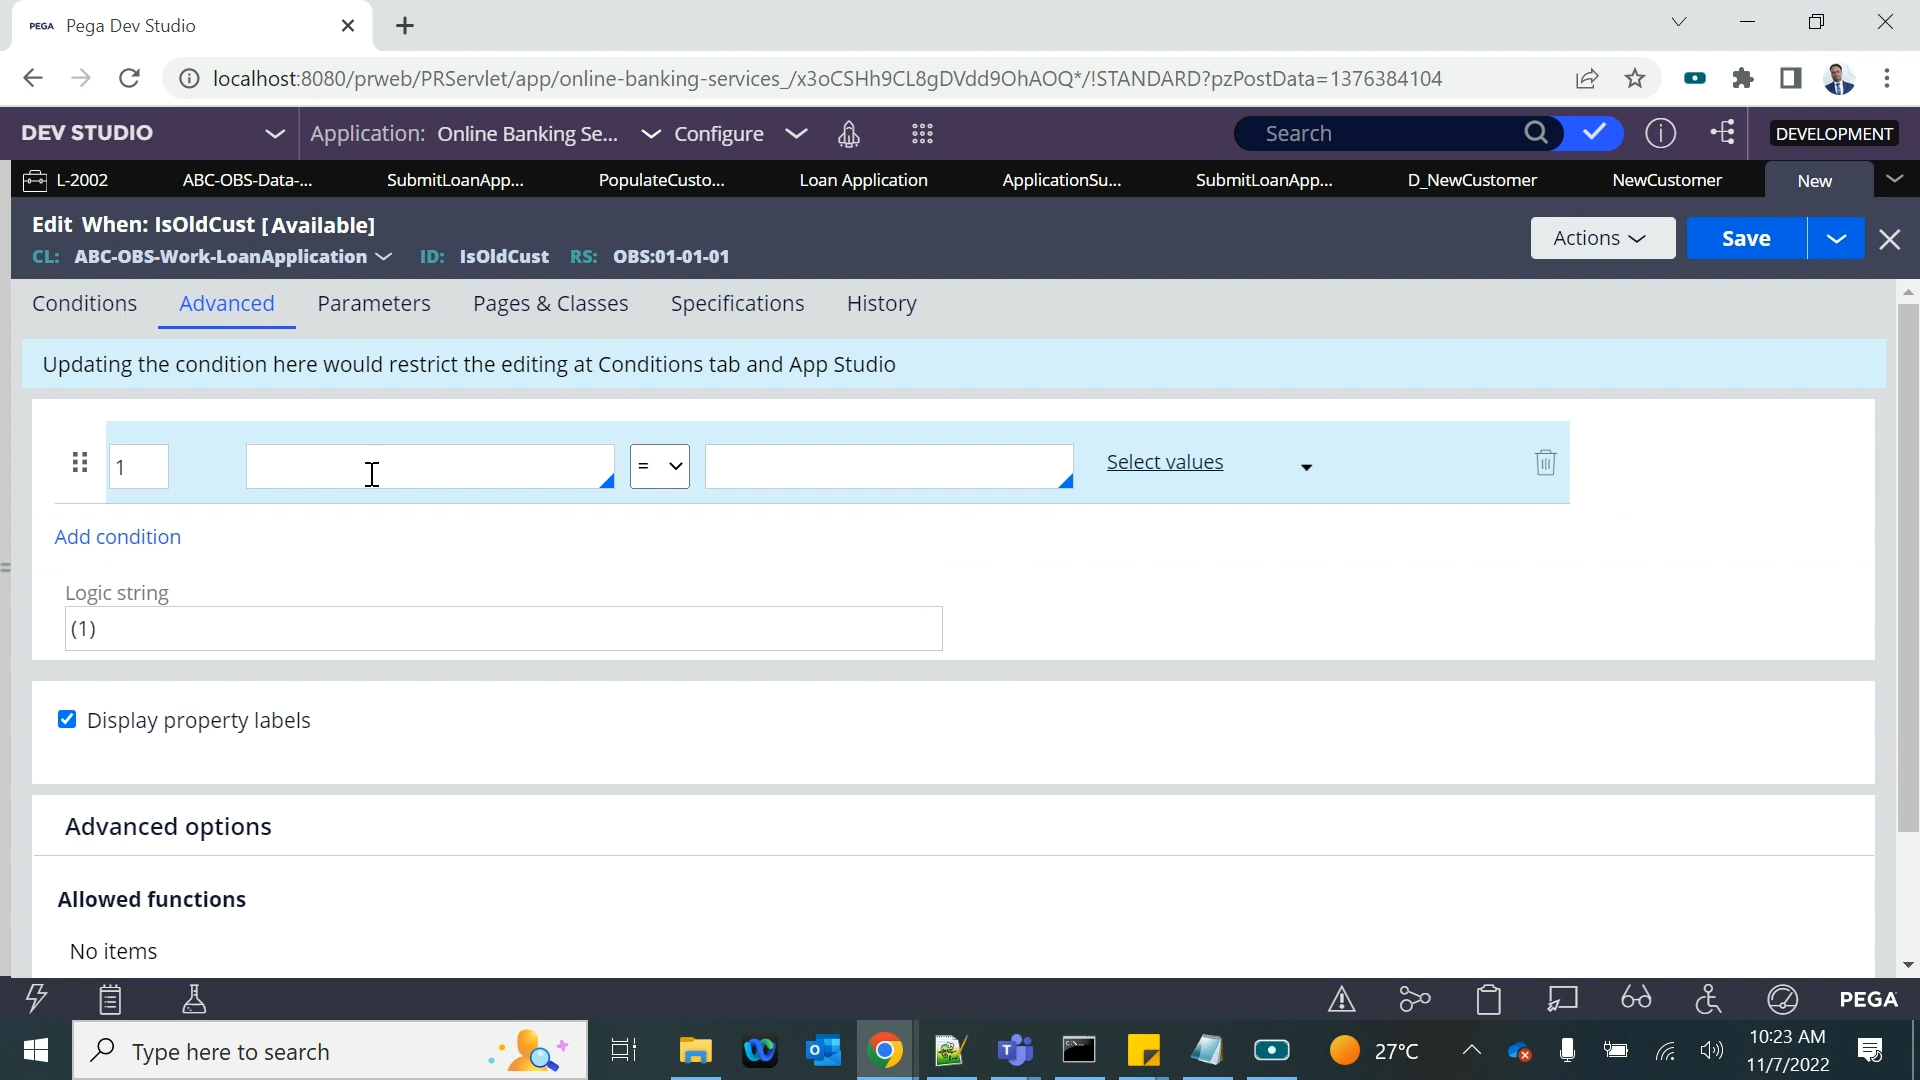 PEGA Pega Dev Studio
localhost:8080/prweb/PRServlet/app/online-banking-services_/x3oCSHh9CL8gDVdd9OhAOQ*/!STANDARD?pzPostData=1376384104
DEV STUDIO Application: Online Banking Se... Configure Search DEVELOPMENT
L-2002 ABC-OBS-Data-... SubmitLoanApp... PopulateCusto... Loan Application ApplicationSu... SubmitLoanApp... D_NewCustomer NewCustomer New
Edit When: IsOldCust [Available]
Actions Save
CL: ABC-OBS-Work-LoanApplication ID: IsOldCust RS: OBS:01-01-01
Conditions Advanced Parameters Pages & Classes Specifications History
Updating the condition here would restrict the editing at Conditions tab and App Studio
1 = Select values
Add condition
Logic string
(1)
Display property labels
Advanced options
Allowed functions
No items
PEGA
Type here to search
27°C
10:23 AM
11/7/2022